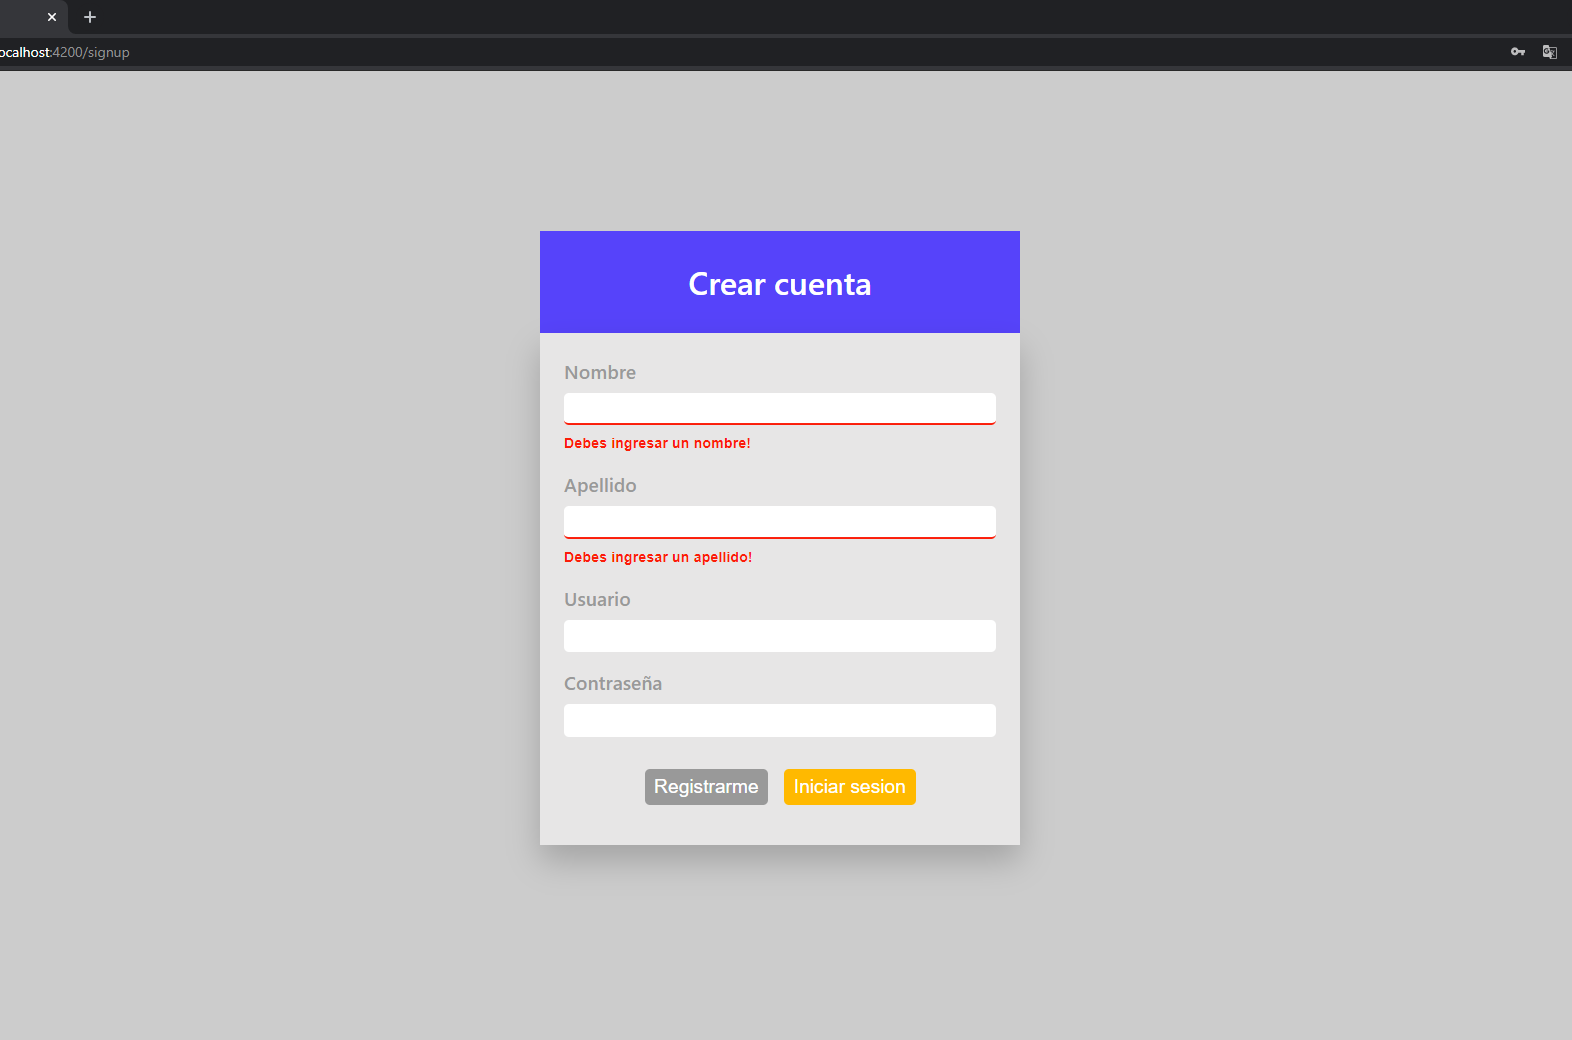 ocalhost:4200/signup
Crear cuenta
Nombre
Debes ingresar un nombre!
Apellido
Debes ingresar un apellido!
Usuario
Contraseña
Registrarme
Iniciar sesion